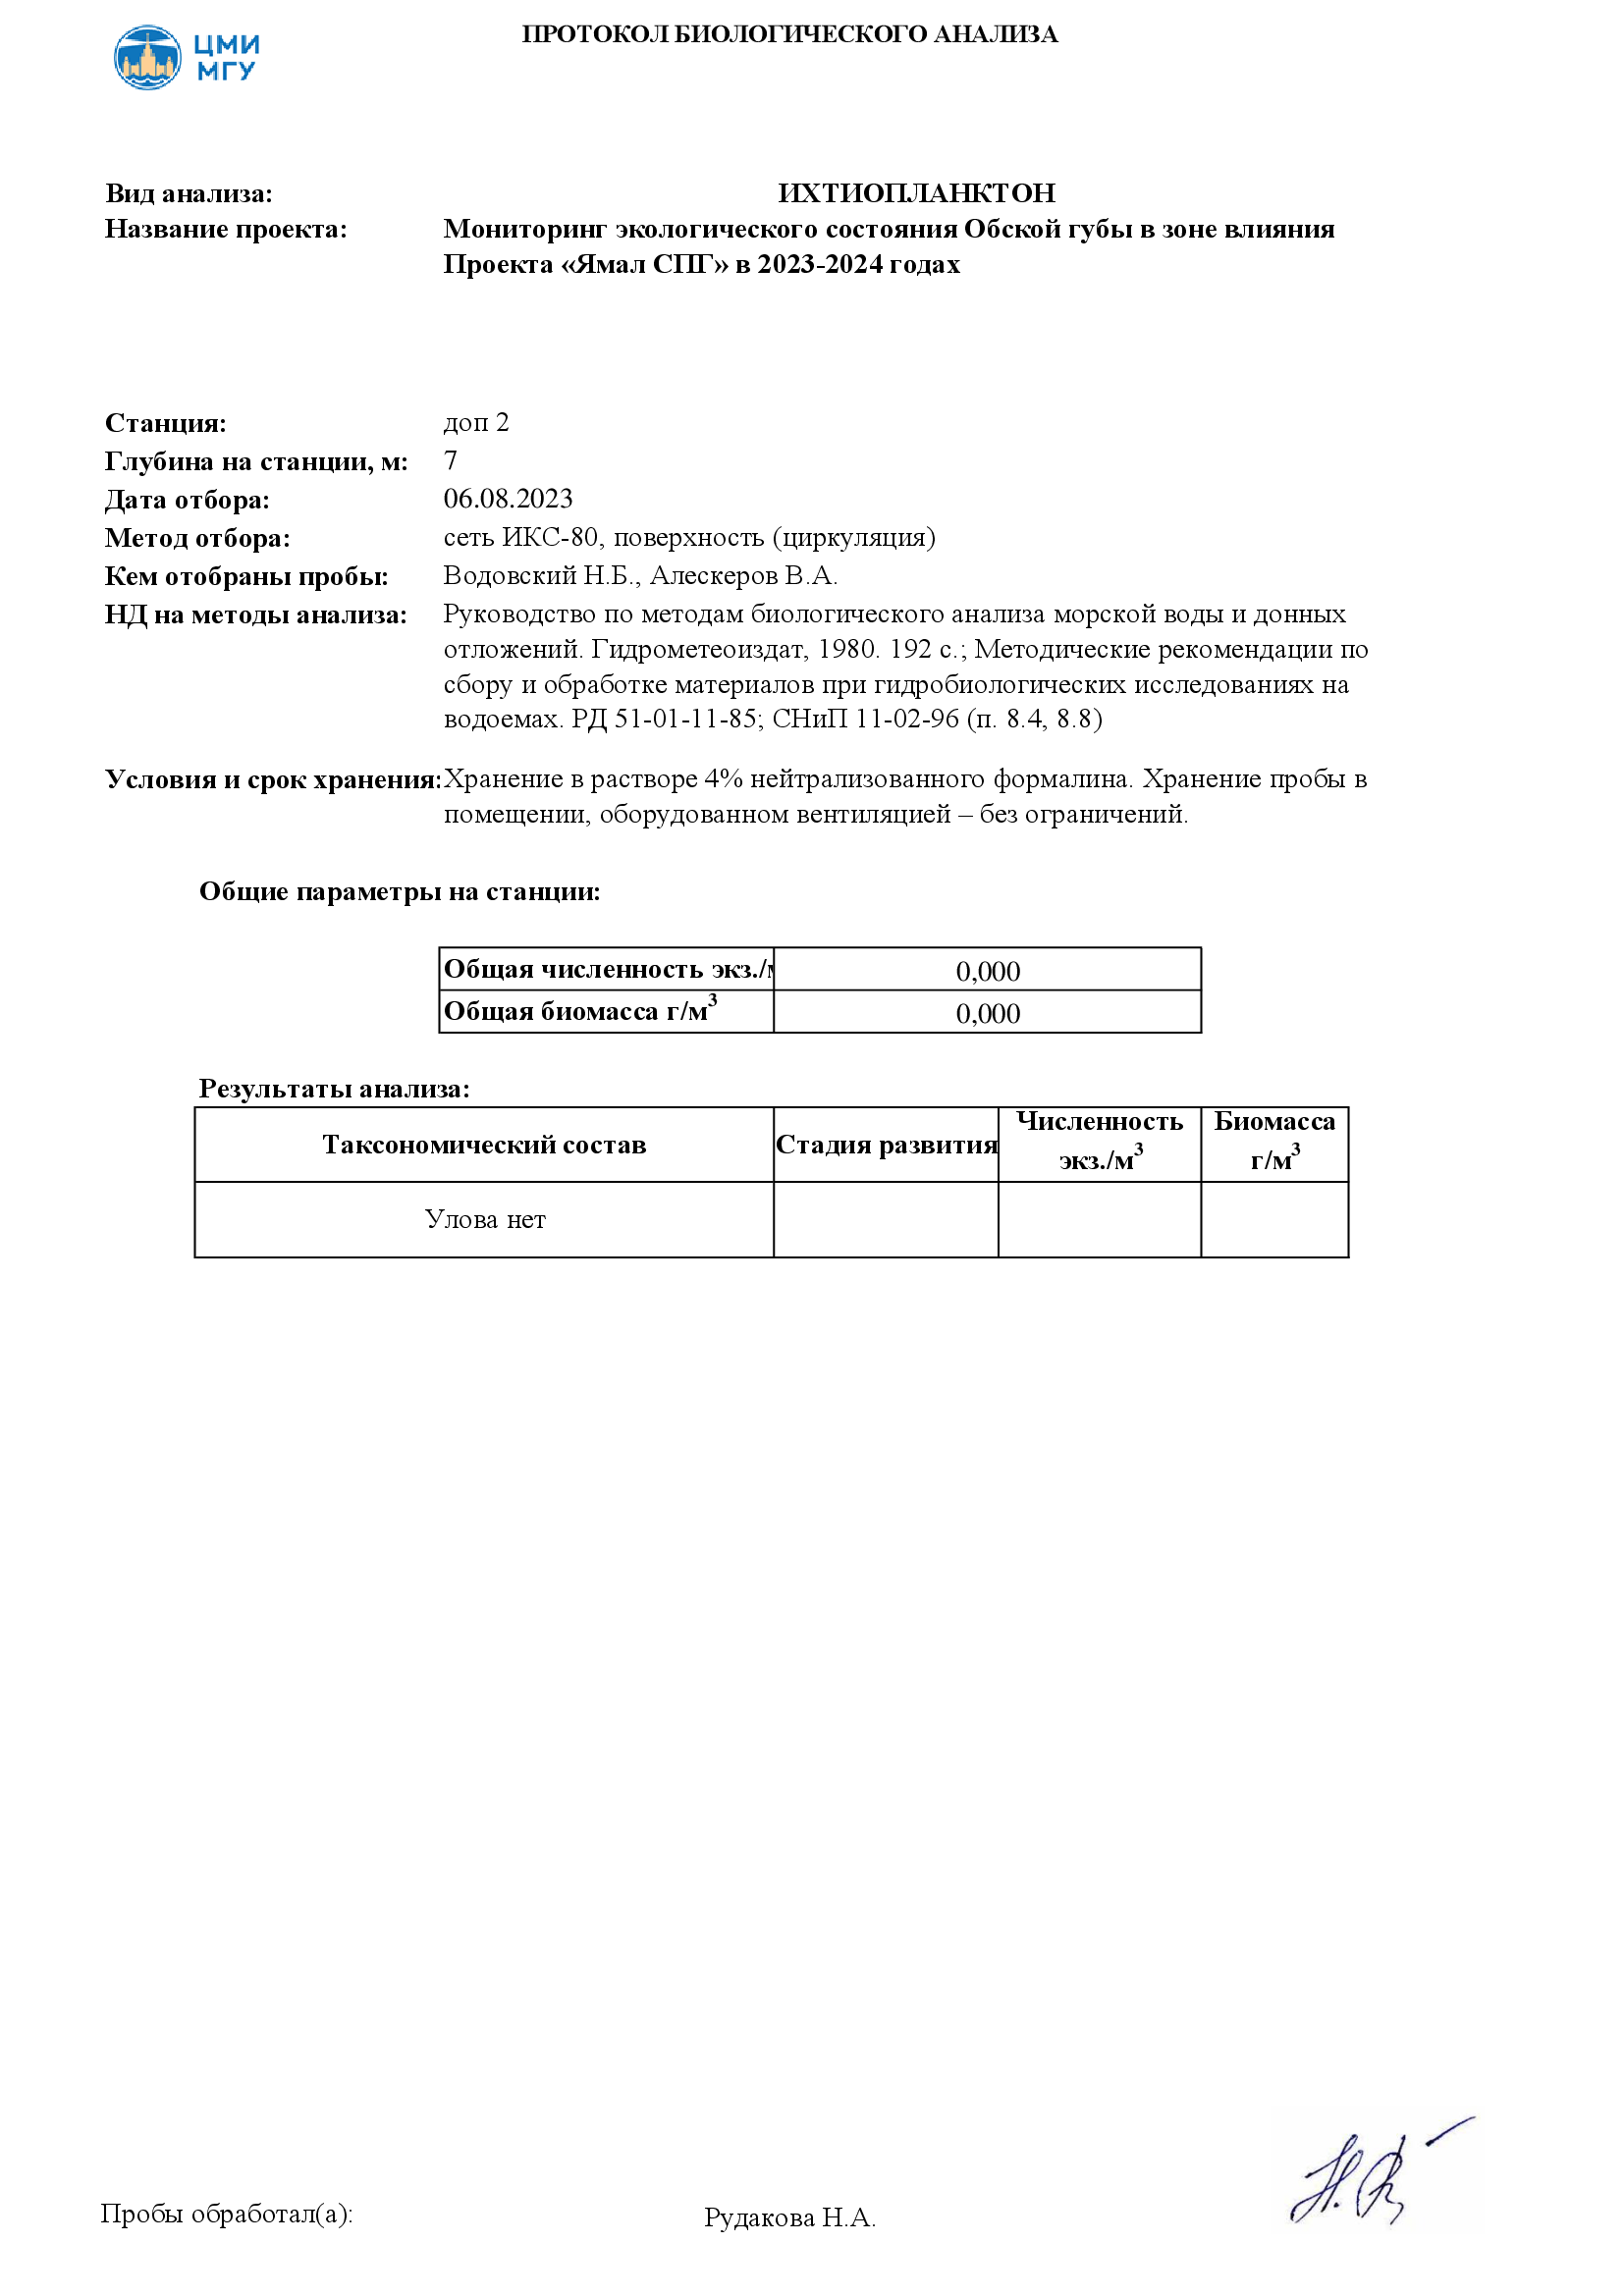 ЦМИ
МГУ
ПРОТОКОЛ БИОЛОГИЧЕСКОГО АНАЛИЗА
Вид анализа: ИХТИОПЛАНКТОН
Название проекта: Мониторинг экологического состояния Обской губы в зоне влияния
Проекта «Ямал СПГ» в 2023-2024 годах
Станция: доп 2
Глубина на станции, м: 7
Дата отбора: 06.08.2023
Метод отбора: сеть ИКС-80, поверхность (циркуляция)
Кем отобраны пробы: Водовский Н.Б., Алескеров В.А.
НД на методы анализа: Руководство по методам биологического анализа морской воды и донных
отложений. Гидрометеоиздат, 1980. 192 с.; Методические рекомендации по
сбору и обработке материалов при гидробиологических исследованиях на
водоемах. РД 51-01-11-85; СНиП 11-02-96 (п. 8.4, 8.8)
Условия и срок хранения: Хранение в растворе 4% нейтрализованного формалина. Хранение пробы в
помещении, оборудованном вентиляцией – без ограничений.
Общие параметры на станции:
Общая численность экз./м 0,000
Общая биомасса г/м³ 0,000
Результаты анализа:
Таксономический состав Стадия развития Численность экз./м³ Биомасса г/м³
Улова нет
Пробы обработал(а): Рудакова Н.А.